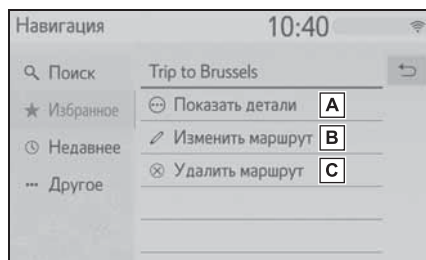 Навигация 10:40
Поиск
Избранное
Недавнее
Другое
Trip to Brussels
Показать детали A
Изменить маршрут B
Удалить маршрут C